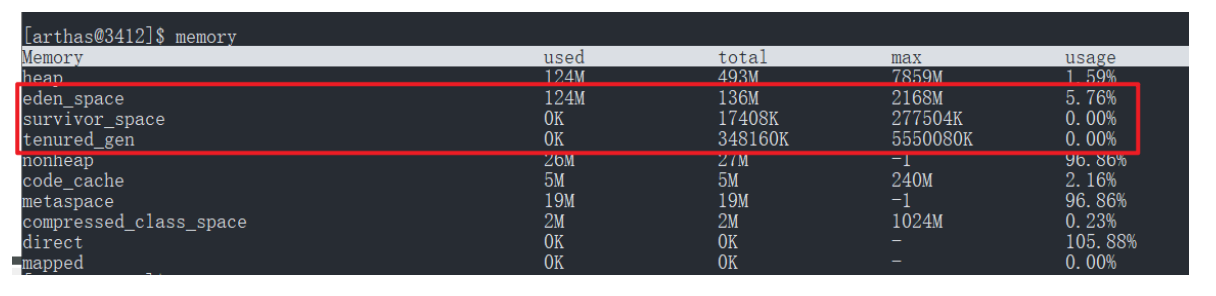 [arthas@3412]$ memory
Memory used total max usage
heap 124M 493M 7859M 1.59%
eden_space 124M 136M 2168M 5.76%
survivor_space 0K 17408K 277504K 0.00%
tenured_gen 0K 348160K 5550080K 0.00%
nonheap 26M 27M -1 96.86%
code_cache 5M 5M 240M 2.16%
metaspace 19M 19M -1 96.86%
compressed_class_space 2M 2M 1024M 0.23%
direct 0K 0K - 105.88%
mapped 0K 0K - 0.00%